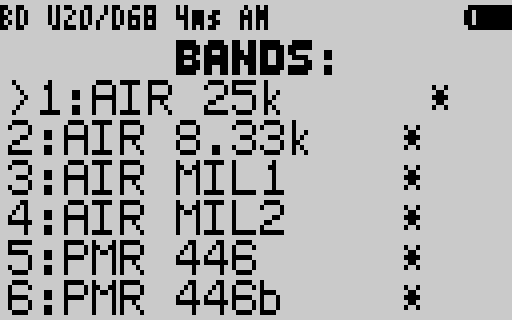 BD U20/D68 4ms AM
BANDS:
>1:AIR 25k *
2:AIR 8.33k *
3:AIR MIL1 *
4:AIR MIL2 *
5:PMR 446 *
6:PMR 446b *